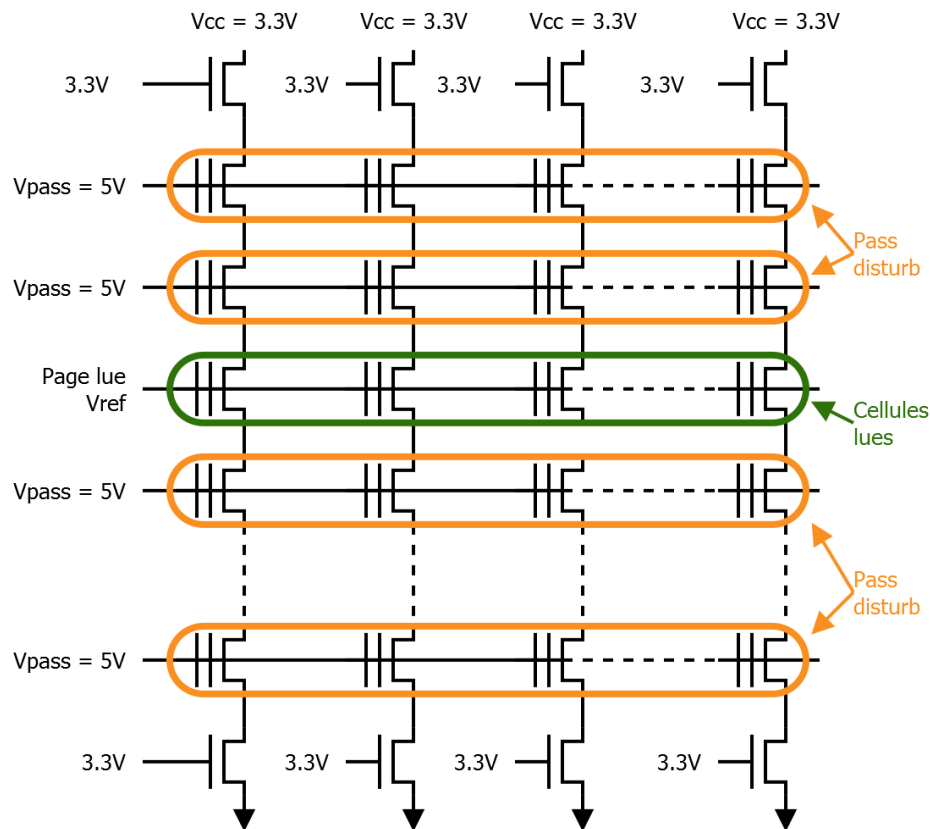 Vcc = 3.3V Vcc = 3.3V Vcc = 3.3V Vcc = 3.3V
3.3V 3.3V 3.3V 3.3V
Vpass = 5V
Pass
disturb
Vpass = 5V
Page lue
Vref
Cellules
lues
Vpass = 5V
Pass
disturb
Vpass = 5V
3.3V 3.3V 3.3V 3.3V